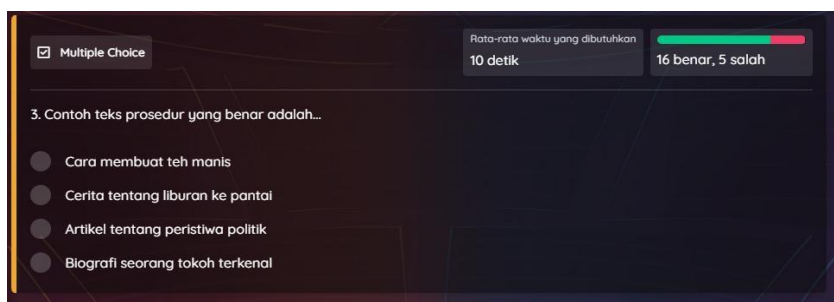 Multiple Choice
Rata-rata waktu yang dibutuhkan
10 detik
16 benar, 5 salah
3. Contoh teks prosedur yang benar adalah...
Cara membuat teh manis
Cerita tentang liburan ke pantai
Artikel tentang peristiwa politik
Biografi seorang tokoh terkenal